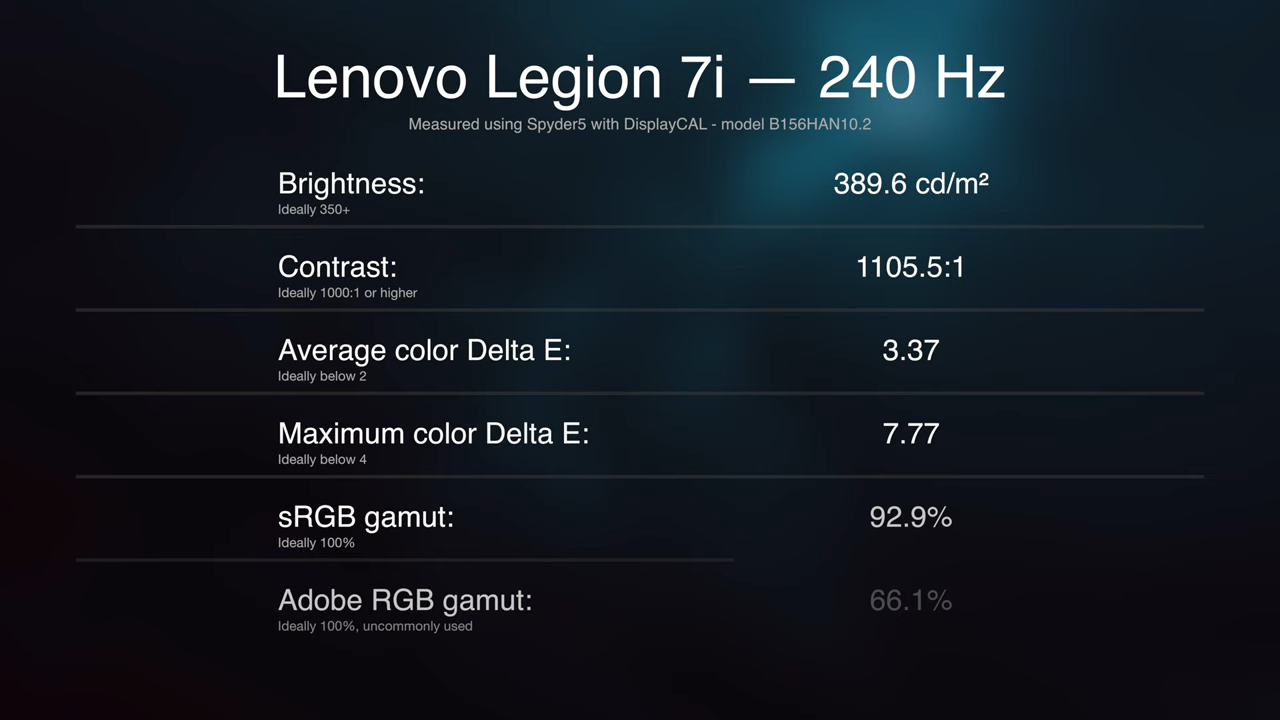 Lenovo Legion 7i — 240 Hz
Measured using Spyder5 with DisplayCAL - model B156HAN10.2
Brightness: 389.6 cd/m²
Ideally 350+
Contrast: 1105.5:1
Ideally 1000:1 or higher
Average color Delta E: 3.37
Ideally below 2
Maximum color Delta E: 7.77
Ideally below 4
sRGB gamut: 92.9%
Ideally 100%
Adobe RGB gamut: 66.1%
Ideally 100%, uncommonly used